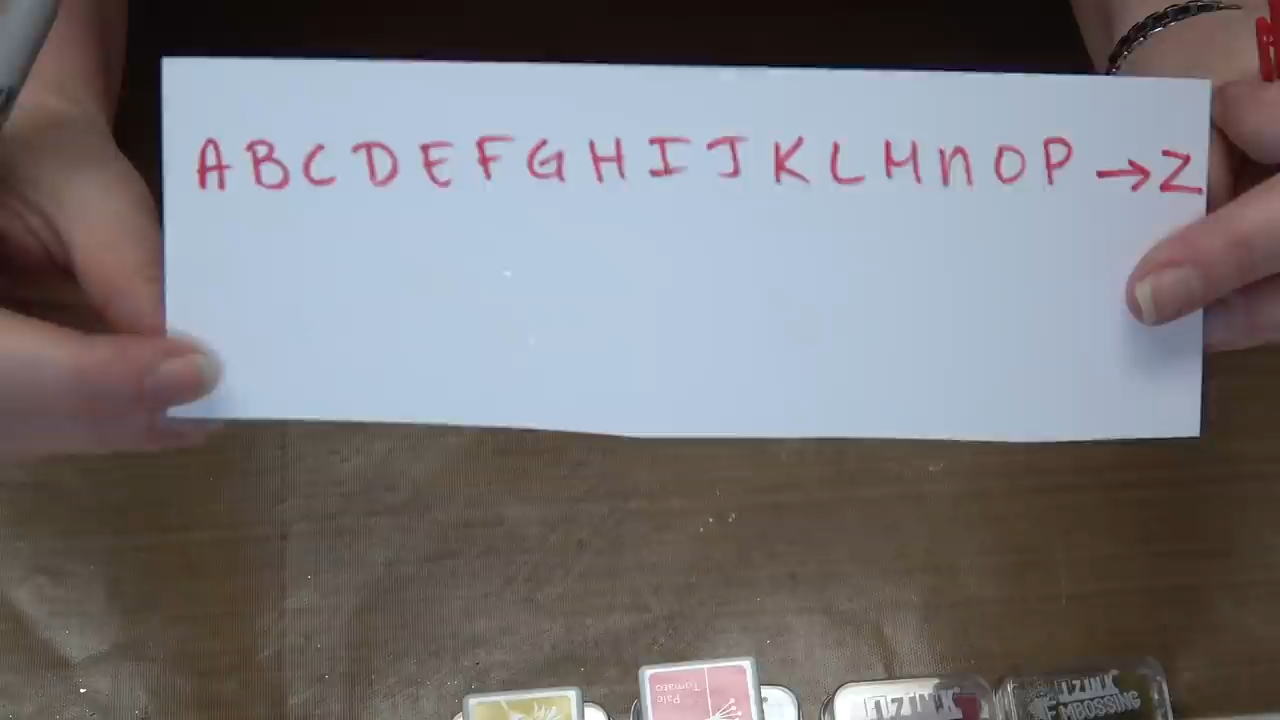 A B C D E F G H I J K L M n O P → Z
Pale
Tomato
IZINK
IZINK
EMBOSSING